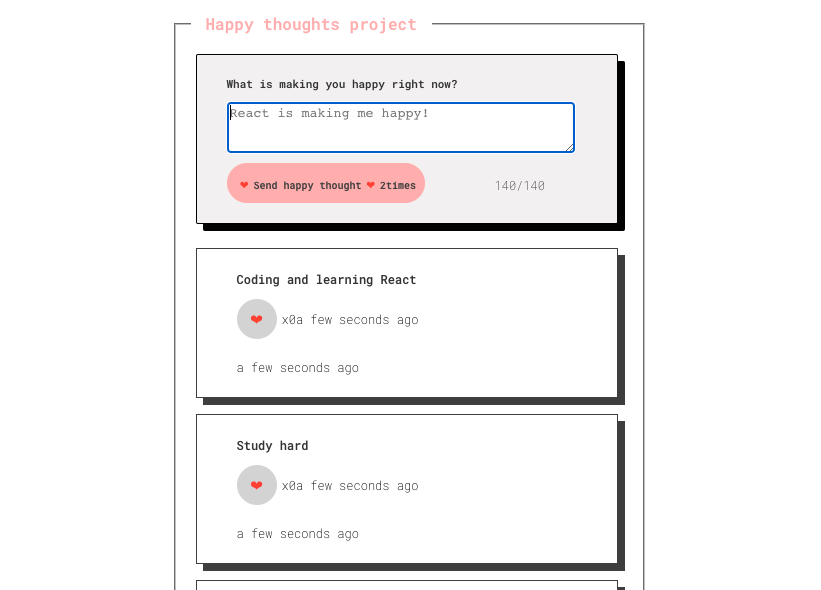 Happy thoughts project
What is making you happy right now?
React is making me happy!
❤ Send happy thought ❤ 2times
140/140
Coding and learning React
❤ x0a few seconds ago
a few seconds ago
Study hard
❤ x0a few seconds ago
a few seconds ago